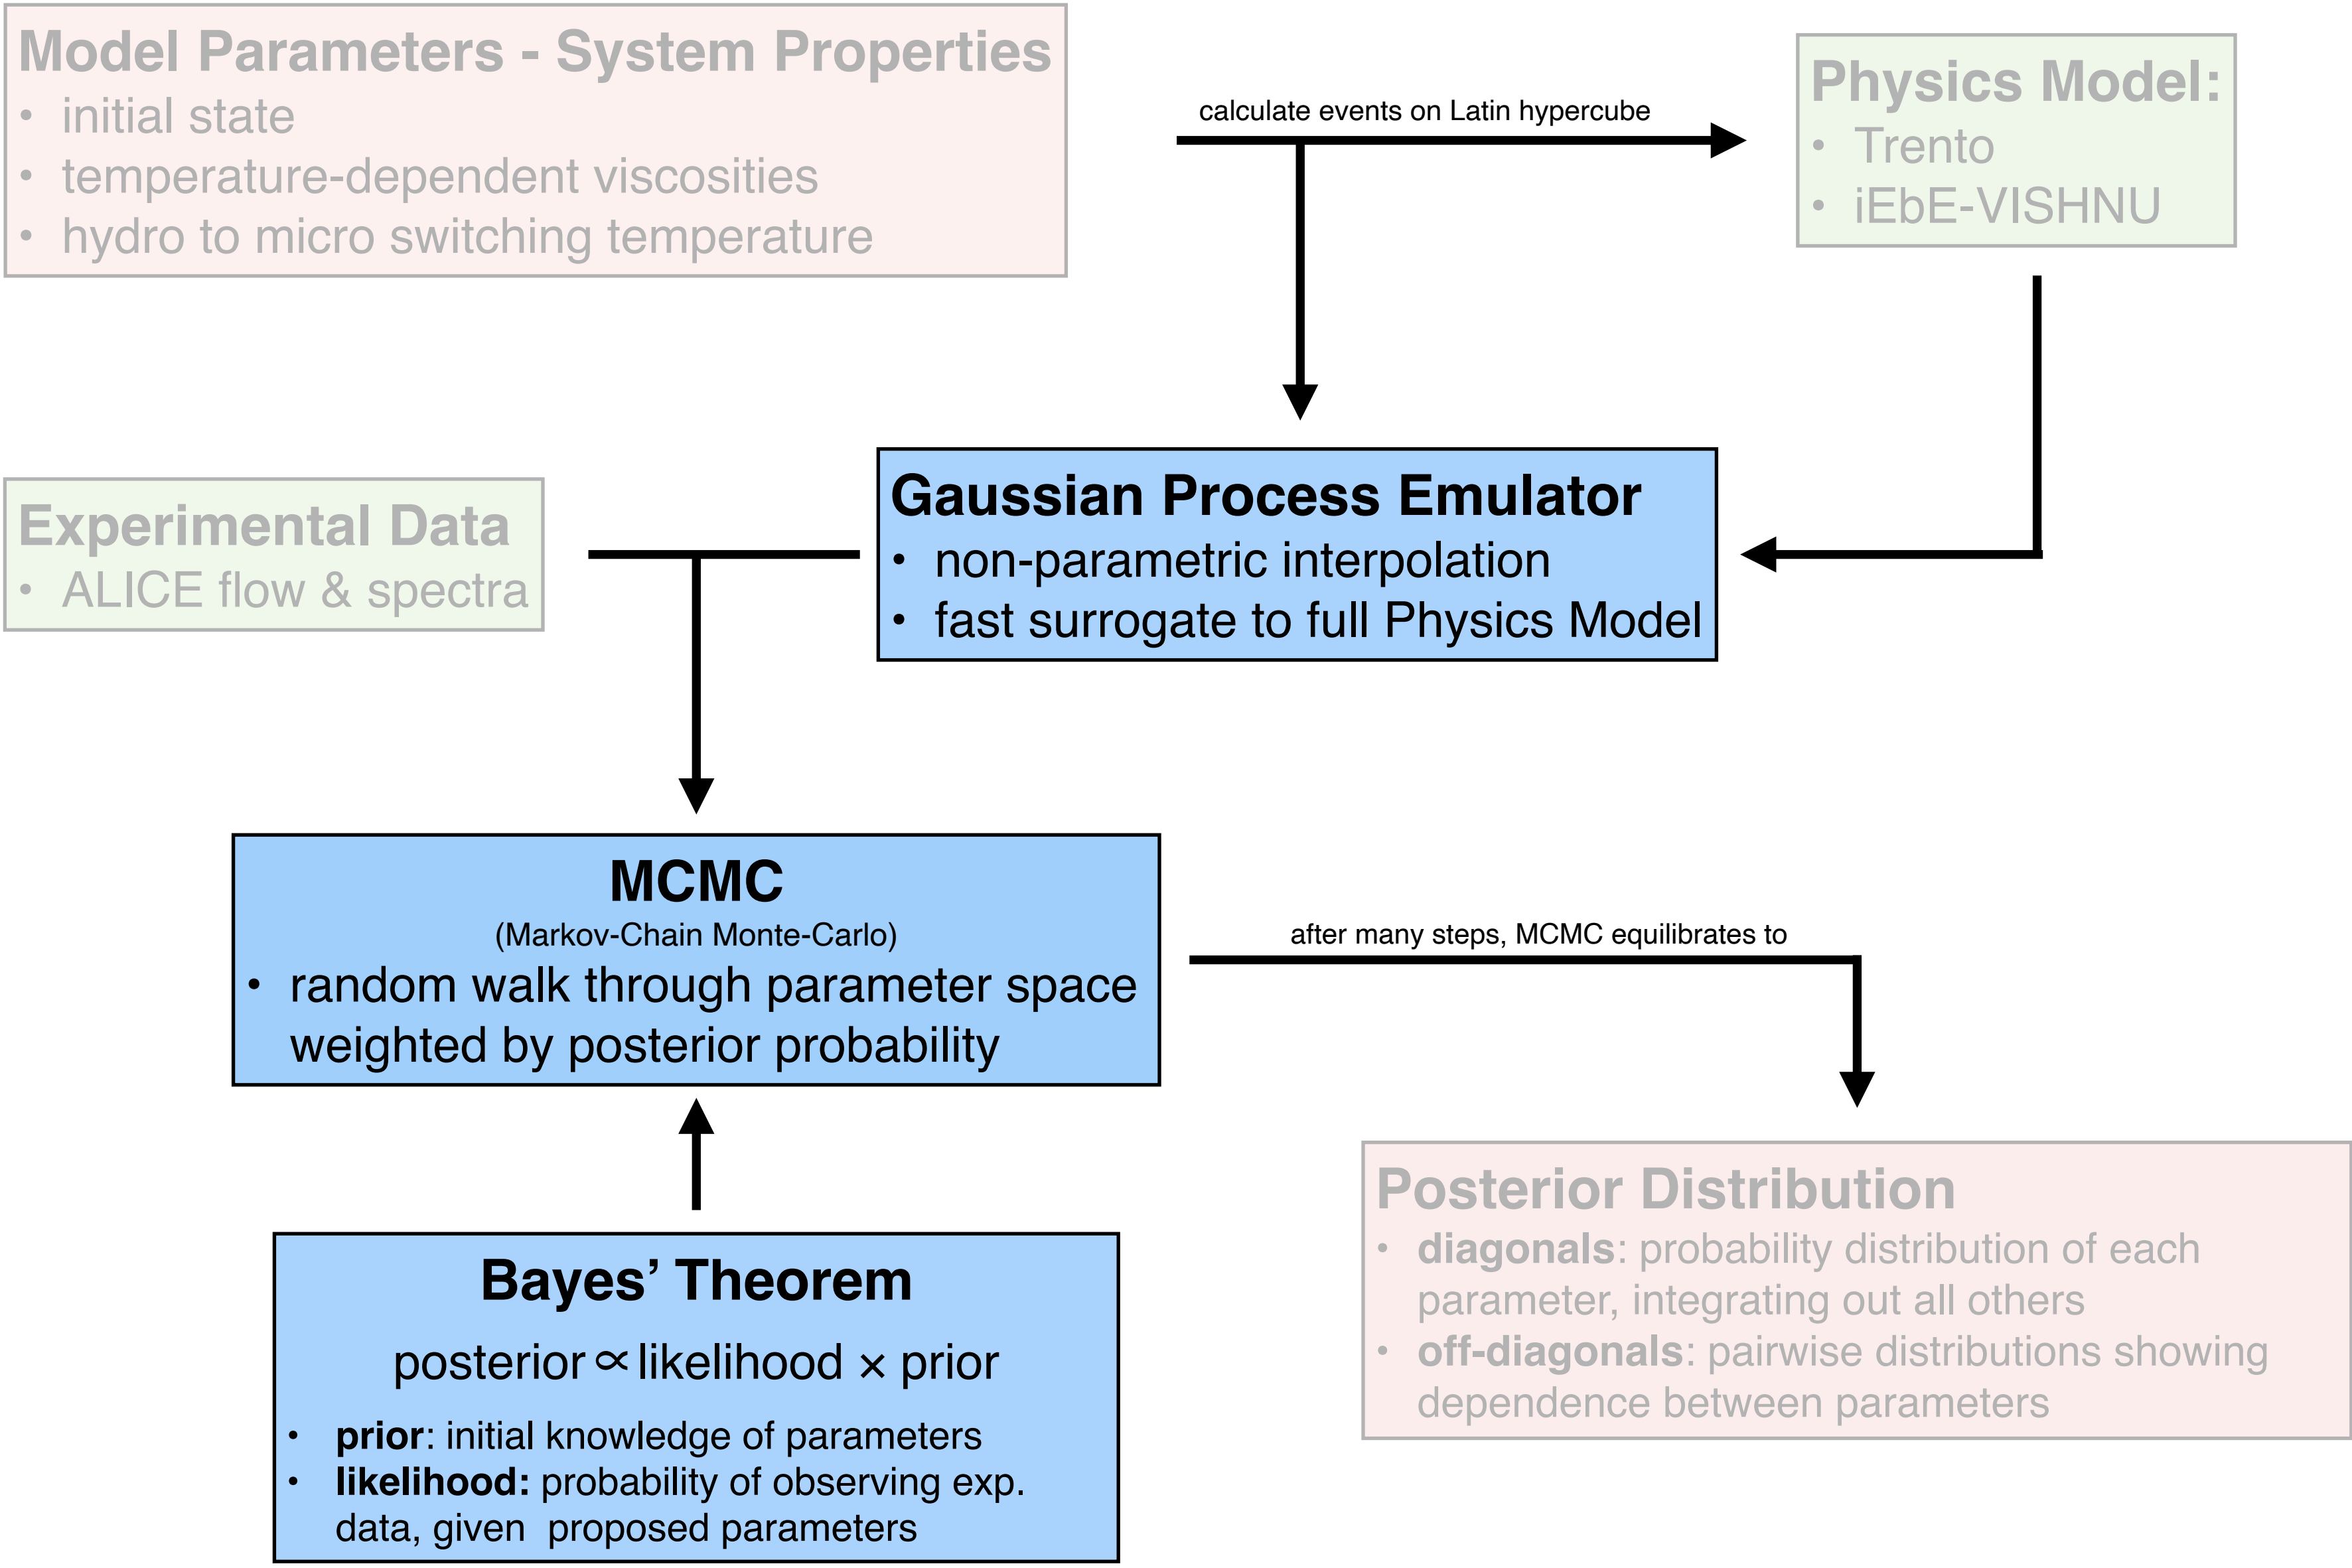 Model Parameters - System Properties
• initial state
• temperature-dependent viscosities
• hydro to micro switching temperature
calculate events on Latin hypercube
Physics Model:
• Trento
• iEbE-VISHNU
Experimental Data
• ALICE flow & spectra
Gaussian Process Emulator
• non-parametric interpolation
• fast surrogate to full Physics Model
MCMC
(Markov-Chain Monte-Carlo)
• random walk through parameter space
weighted by posterior probability
after many steps, MCMC equilibrates to
Bayes’ Theorem
posterior ∝ likelihood × prior
• prior: initial knowledge of parameters
• likelihood: probability of observing exp.
data, given proposed parameters
Posterior Distribution
• diagonals: probability distribution of each
parameter, integrating out all others
• off-diagonals: pairwise distributions showing
dependence between parameters